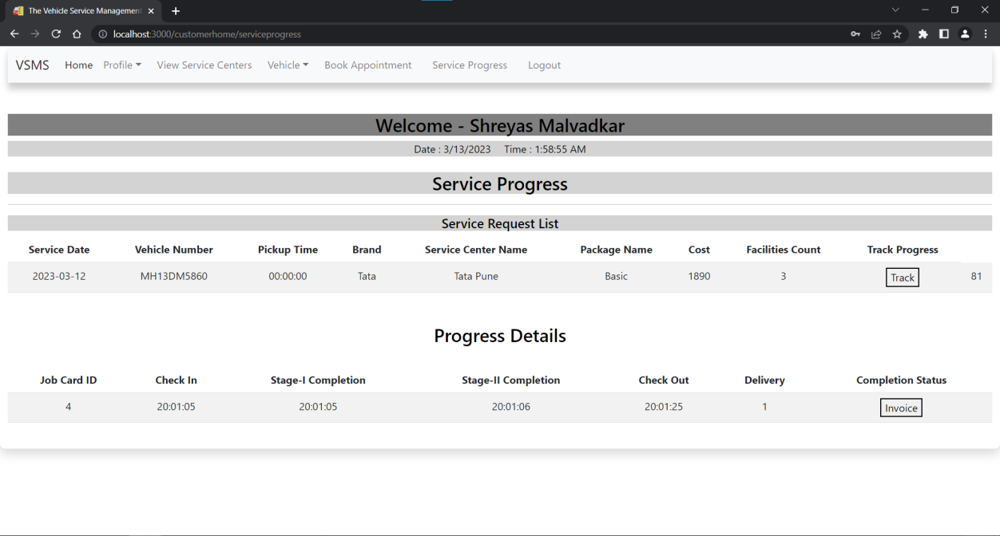 The Vehicle Service Management
localhost:3000/customerhome/serviceprogress
VSMS Home Profile View Service Centers Vehicle Book Appointment Service Progress Logout
Welcome - Shreyas Malvadkar
Date : 3/13/2023 Time : 1:58:55 AM
Service Progress
Service Request List
Service Date Vehicle Number Pickup Time Brand Service Center Name Package Name Cost Facilities Count Track Progress
2023-03-12 MH13DM5860 00:00:00 Tata Tata Pune Basic 1890 3 Track 81
Progress Details
Job Card ID Check In Stage-I Completion Stage-II Completion Check Out Delivery Completion Status
4 20:01:05 20:01:05 20:01:06 20:01:25 1 Invoice